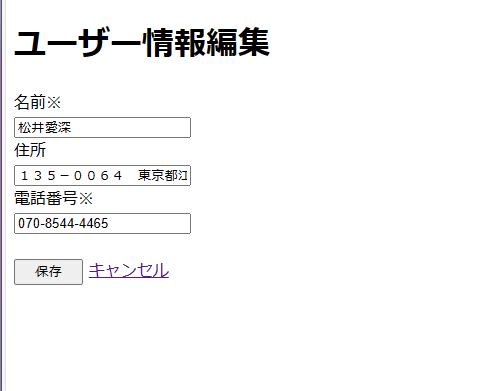 ユーザー情報編集
名前※
松井愛深
住所
１３５－００６４　東京都江
電話番号※
070-8544-4465
保存 キャンセル